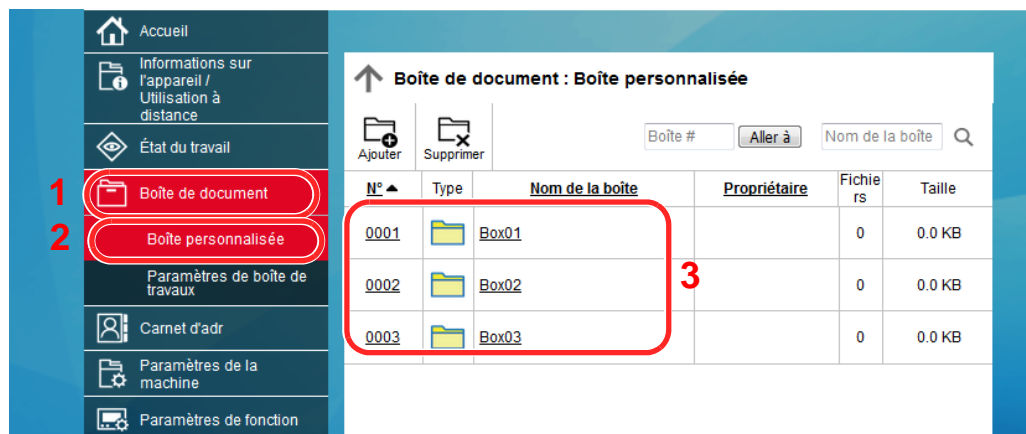 Accueil
Informations sur
l'appareil /
Utilisation à
distance
État du travail
1
Boîte de document
2
Boîte personnalisée
Paramètres de boîte de
travaux
Carnet d'adr
Paramètres de la
machine
Paramètres de fonction
Boîte de document : Boîte personnalisée
Ajouter
Supprimer
Boîte #
Aller à
Nom de la boîte
N° Type Nom de la boîte Propriétaire Fichie
rs Taille
0001 Box01 0 0.0 KB
0002 Box02 0 0.0 KB
3
0003 Box03 0 0.0 KB